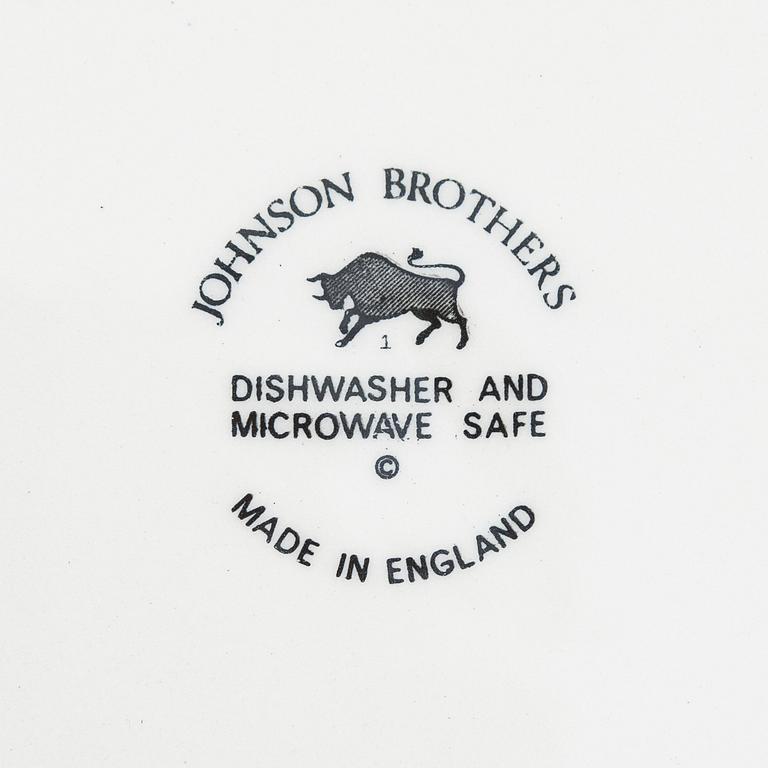 JOHNSON BROTHERS
1
DISHWASHER AND
MICROWAVE SAFE
©
MADE IN ENGLAND